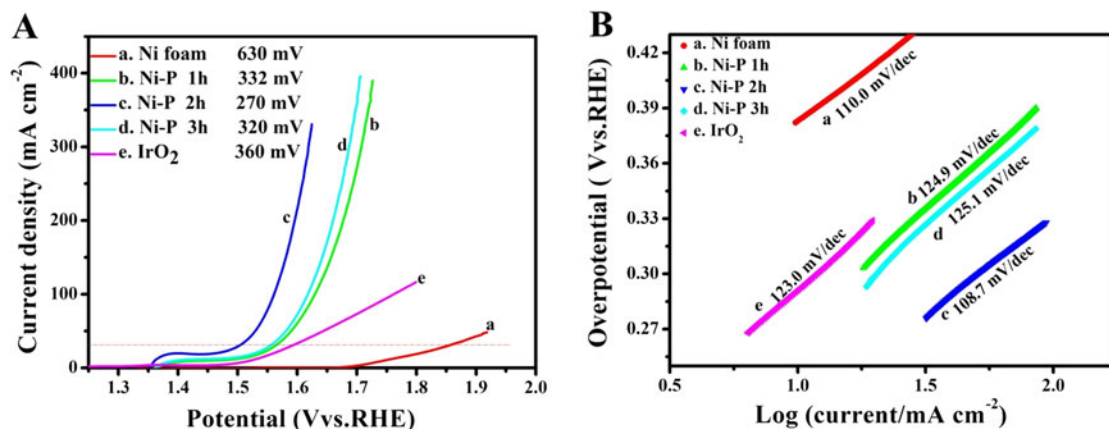 A
a. Ni foam 630 mV
b. Ni-P 1h 332 mV
c. Ni-P 2h 270 mV
d. Ni-P 3h 320 mV
e. IrO₂ 360 mV
400
300
200
100
0
Current density (mA cm⁻²)
a
b
c
d
e
1.3 1.4 1.5 1.6 1.7 1.8 1.9 2.0
Potential (Vvs.RHE)
B
a. Ni foam
b. Ni-P 1h
c. Ni-P 2h
d. Ni-P 3h
e. IrO₂
0.42
0.39
0.36
0.33
0.30
0.27
Overpotential ( Vvs.RHE)
a 110.0 mV/dec
b 124.9 mV/dec
d 125.1 mV/dec
e 123.0 mV/dec
c 108.7 mV/dec
0.5 1.0 1.5 2.0
Log (current/mA cm⁻²)